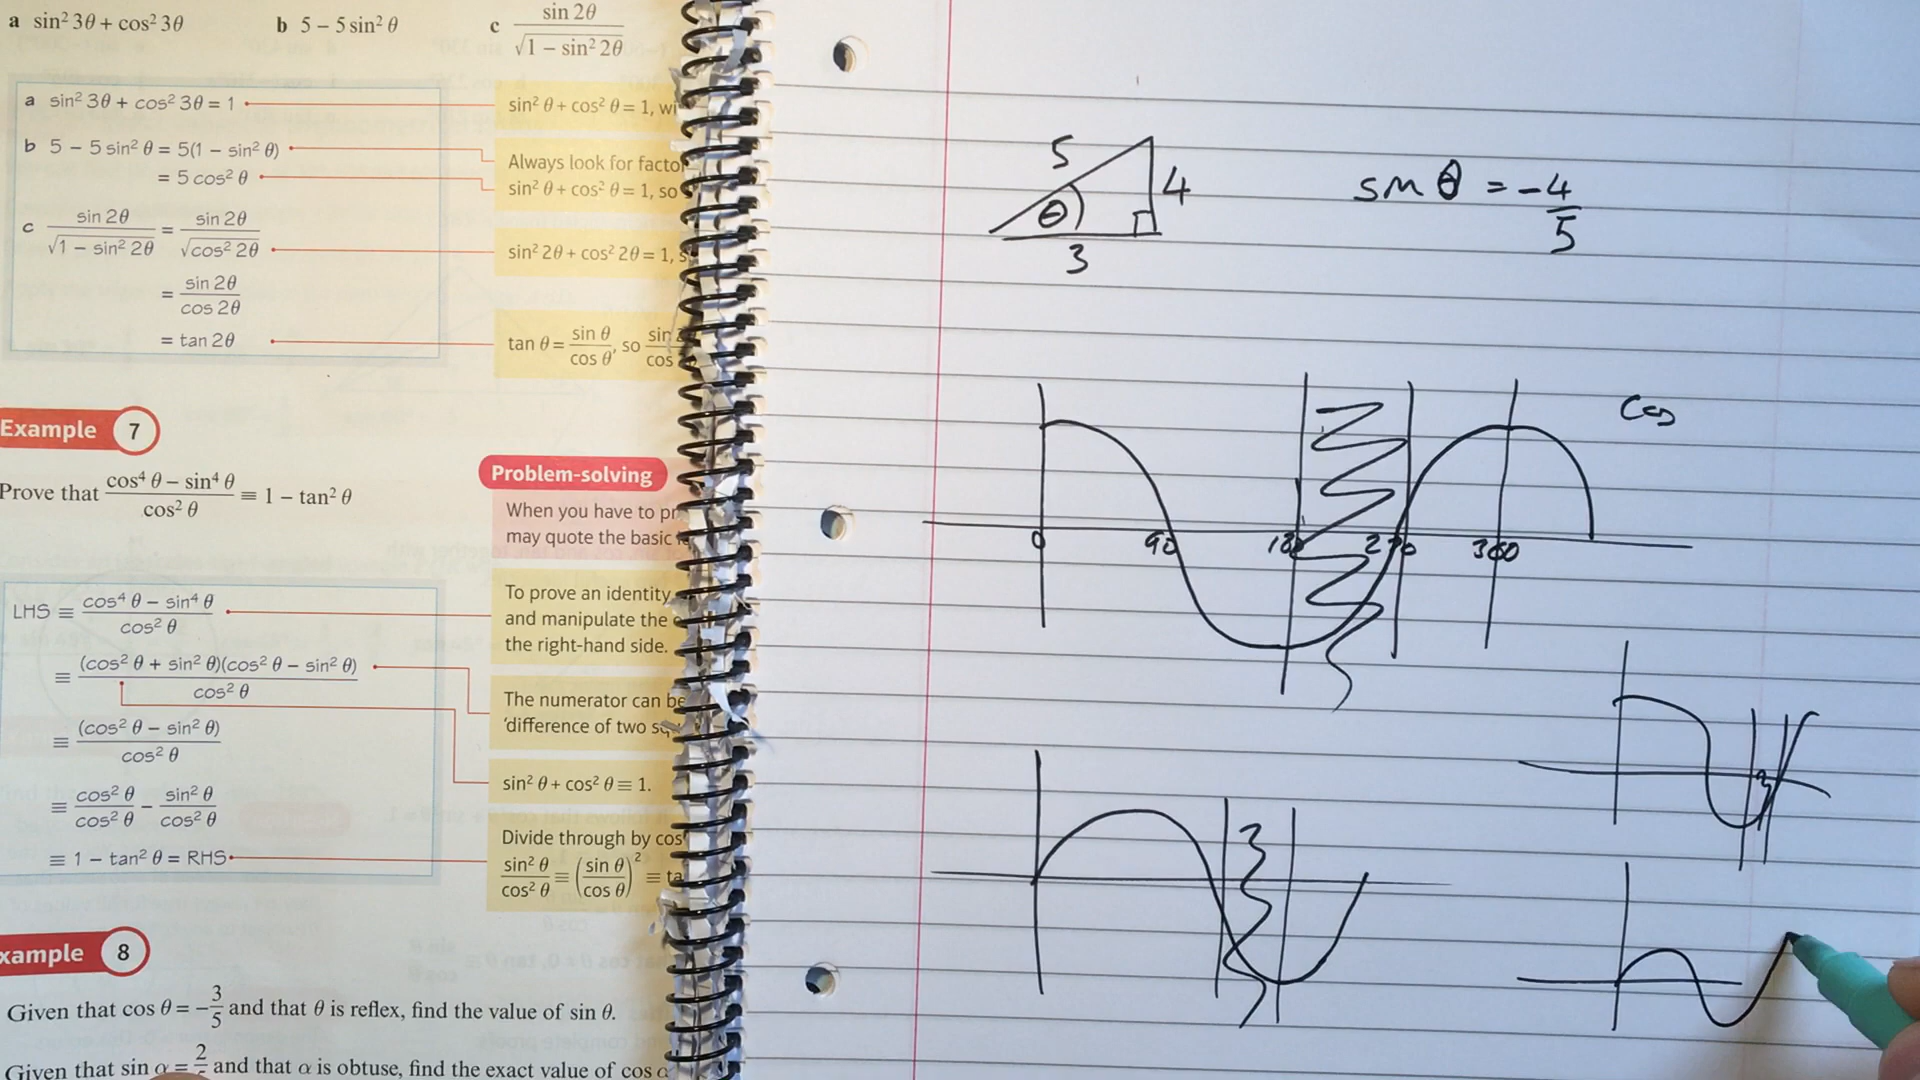 a sin² 3θ + cos² 3θ
b 5 − 5 sin² θ
c sin 2θ / √(1 − sin² 2θ)
a sin² 3θ + cos² 3θ = 1
sin² θ + cos² θ = 1,
b 5 − 5 sin² θ = 5(1 − sin² θ)
= 5 cos² θ
Always look for
sin² θ + cos² θ = 1, so
c sin 2θ / √(1 − sin² 2θ) = sin 2θ / √(cos² 2θ)
sin² 2θ + cos² 2θ = 1,
= sin 2θ / cos 2θ
= tan 2θ
tan θ = sin θ / cos θ, so
Example 7
Prove that (cos⁴ θ − sin⁴ θ) / cos² θ ≡ 1 − tan² θ
Problem-solving
When you have to
may quote the basic
LHS ≡ (cos⁴ θ − sin⁴ θ) / cos² θ
To prove an identity
and manipulate the
the right-hand side.
≡ (cos² θ + sin² θ)(cos² θ − sin² θ) / cos² θ
The numerator can be
'difference of two
≡ (cos² θ − sin² θ) / cos² θ
sin² θ + cos² θ ≡ 1.
≡ cos² θ / cos² θ − sin² θ / cos² θ
≡ 1 − tan² θ = RHS
Divide through by cos
sin² θ / cos² θ ≡ (sin θ / cos θ)² ≡
xample 8
Given that cos θ = −3/5 and that θ is reflex, find the value of sin θ.
Given that sin α = and that α is obtuse, find the exact value of cos
5
4
θ
3
sin θ = −4/5
Cos
0 90 180 270 360